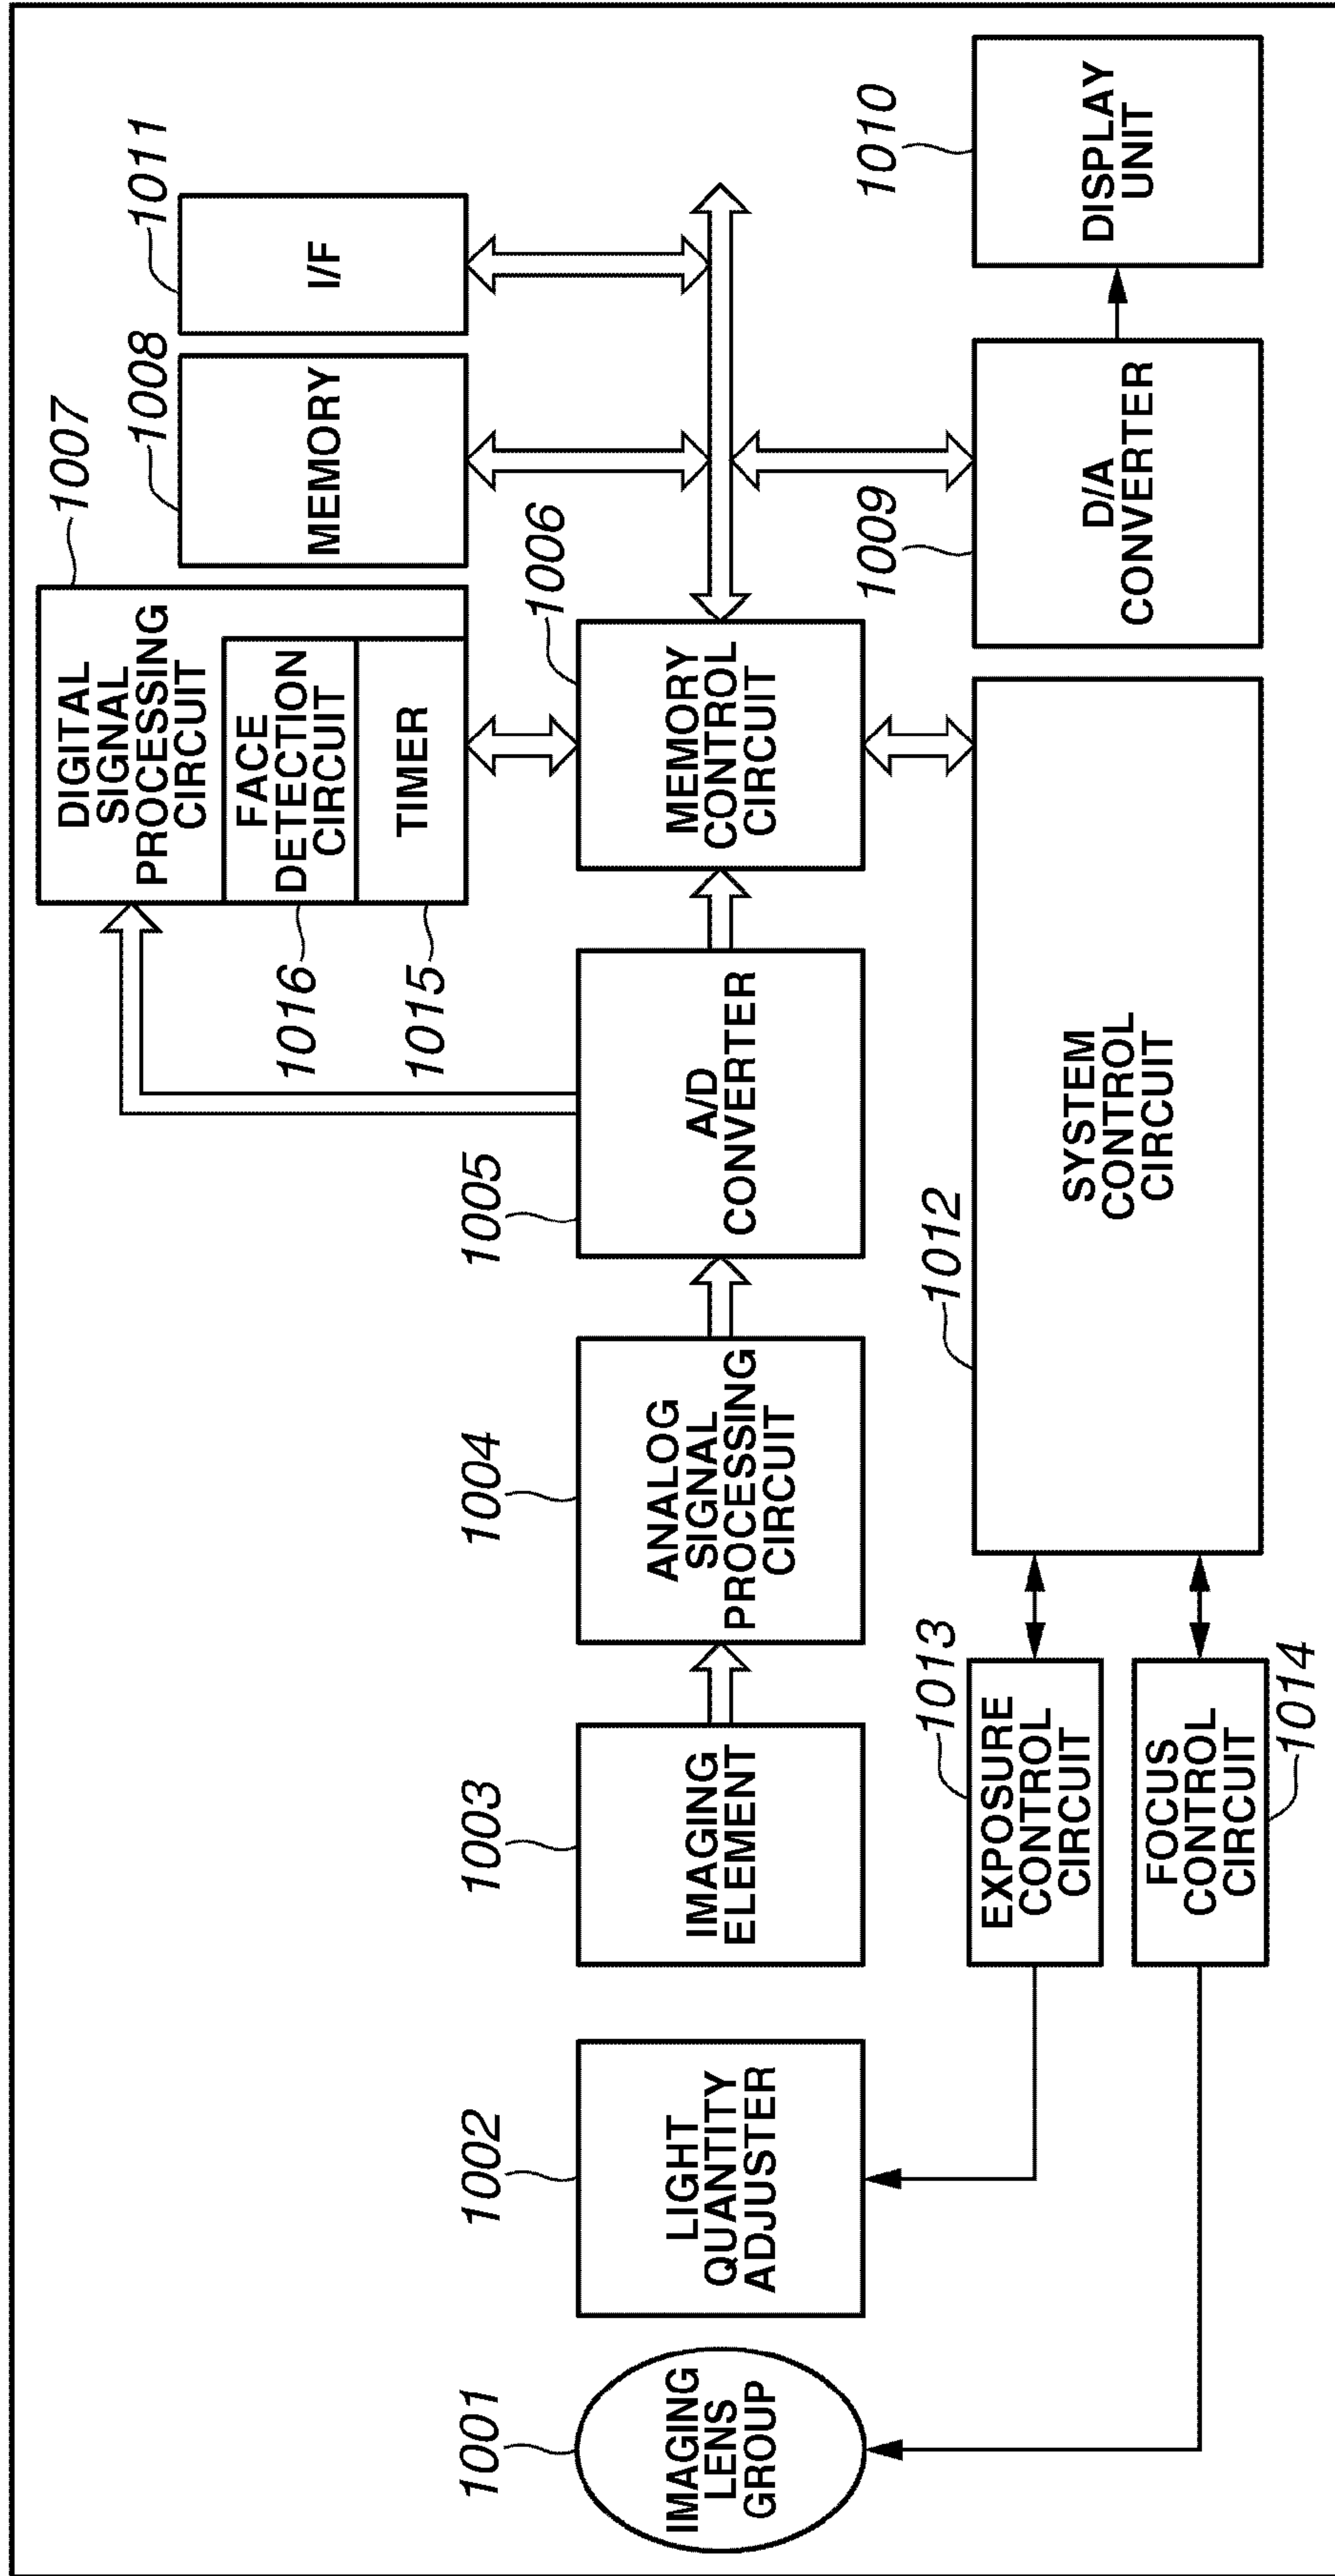 1001
IMAGING
LENS
GROUP
1002
LIGHT
QUANTITY
ADJUSTER
1003
IMAGING
ELEMENT
1004
ANALOG
SIGNAL
PROCESSING
CIRCUIT
1005
A/D
CONVERTER
1006
MEMORY
CONTROL
CIRCUIT
1007
DIGITAL
SIGNAL
PROCESSING
CIRCUIT
1016
FACE
DETECTION
CIRCUIT
1015
TIMER
1008
MEMORY
1011
I/F
1009
D/A
CONVERTER
1010
DISPLAY
UNIT
1012
SYSTEM
CONTROL
CIRCUIT
1013
EXPOSURE
CONTROL
CIRCUIT
1014
FOCUS
CONTROL
CIRCUIT